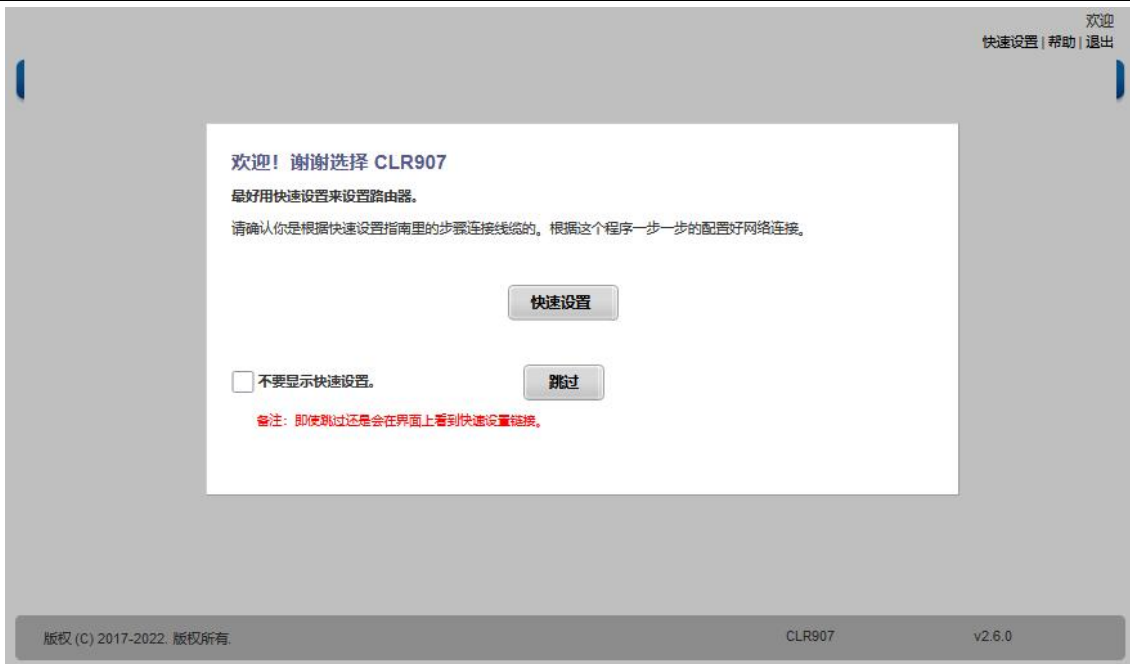 欢迎
快速设置 | 帮助 | 退出
欢迎！谢谢选择 CLR907
最好用快速设置来设置路由器。
请确认你是根据快速设置指南里的步骤连接线缆的。根据这个程序一步一步的配置好网络连接。
快速设置
不要显示快速设置。
跳过
备注：即使跳过还是会在界面上看到快速设置链接。
版权 (C) 2017-2022. 版权所有. CLR907 v2.6.0